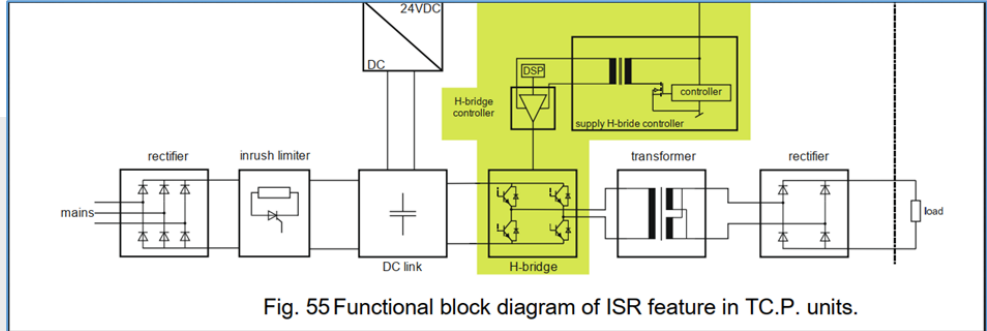 24VDC
DC
DSP
H-bridge
controller
controller
supply H-bride controller
rectifier
inrush limiter
transformer
rectifier
mains
load
DC link
H-bridge
Fig. 55 Functional block diagram of ISR feature in TC.P. units.